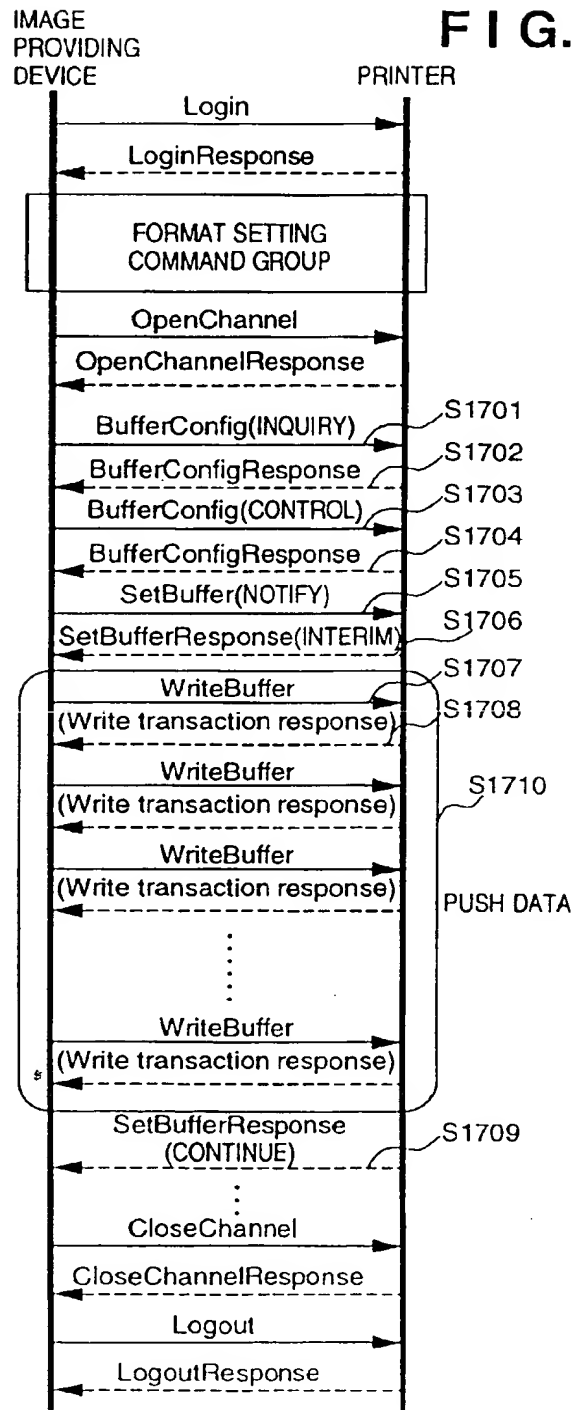 FIG.
IMAGE
PROVIDING
DEVICE
PRINTER
Login
LoginResponse
FORMAT SETTING
COMMAND GROUP
OpenChannel
OpenChannelResponse
BufferConfig(INQUIRY)
S1701
BufferConfigResponse
S1702
BufferConfig(CONTROL)
S1703
BufferConfigResponse
S1704
SetBuffer(NOTIFY)
S1705
SetBufferResponse(INTERIM)
S1706
WriteBuffer
S1707
(Write transaction response)
S1708
WriteBuffer
(Write transaction response)
S1710
WriteBuffer
(Write transaction response)
PUSH DATA
WriteBuffer
(Write transaction response)
SetBufferResponse
(CONTINUE)
S1709
CloseChannel
CloseChannelResponse
Logout
LogoutResponse